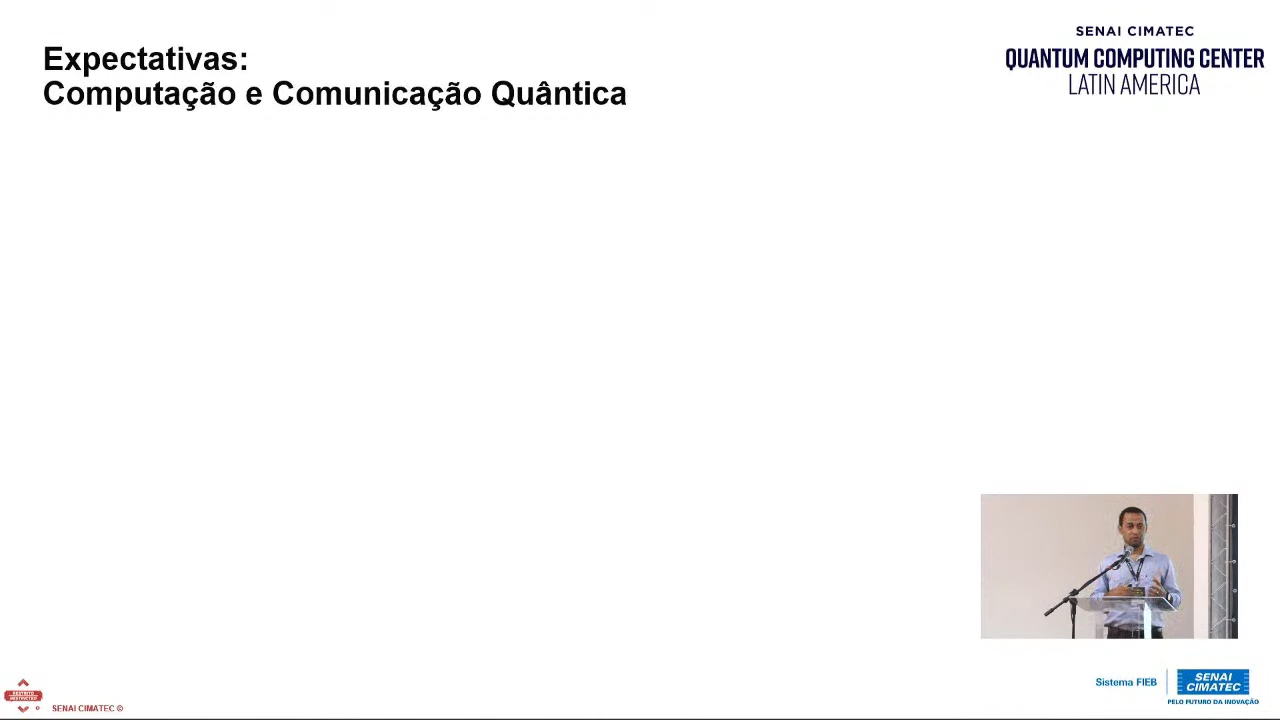 Expectativas:
Computação e Comunicação Quântica
SENAI CIMATEC
QUANTUM COMPUTING CENTER
LATIN AMERICA
Sistema FIEB
SENAI
CIMATEC
PELO FUTURO DA INOVAÇÃO
SENAI CIMATEC ©